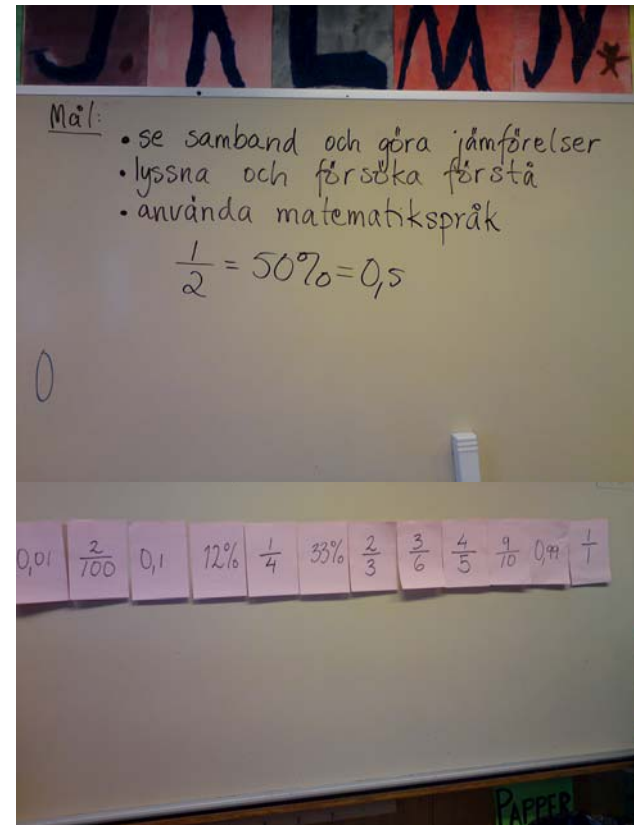 J K L M N
Mål:
• se samband och göra jämförelser
• lyssna och försöka förstå
• använda matematikspråk
1/2 = 50% = 0,5
0
0,01 2/100 0,1 12% 1/4 33% 2/3 3/6 4/5 9/10 0,99 1/1
PAPPER